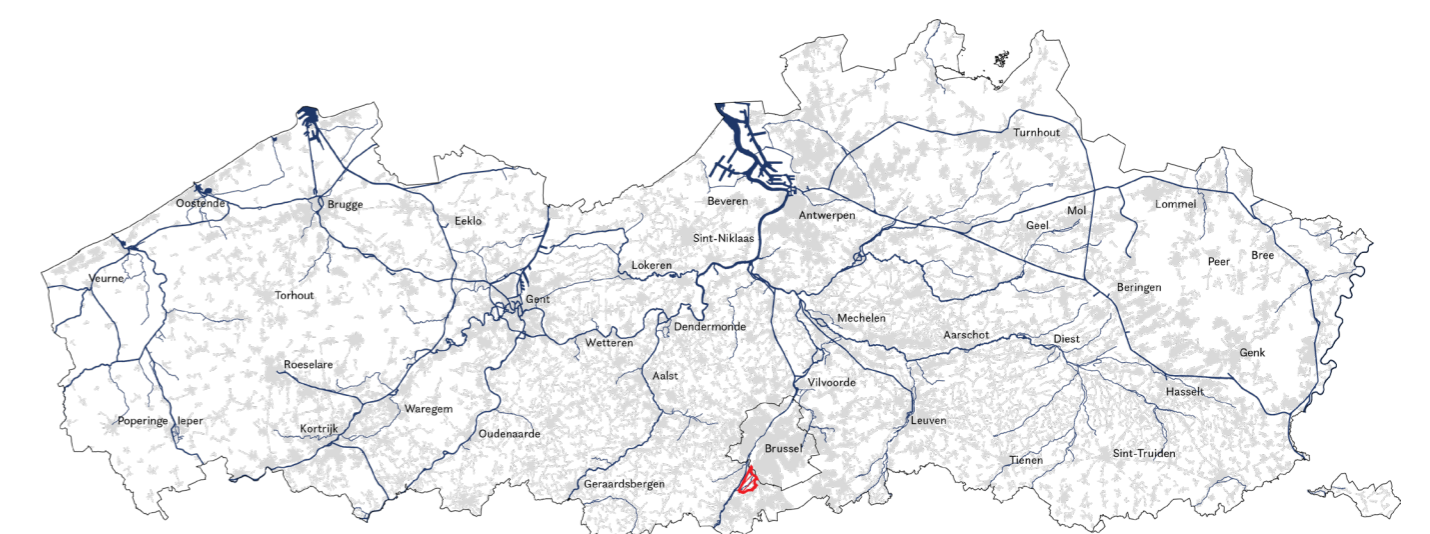 Turnhout
Oostende
Brugge
Beveren
Lommel
Mol
Antwerpen
Eeklo
Geel
Sint-Niklaas
Bree
Peer
Lokeren
Veurne
Beringen
Torhout
Gent
Mechelen
Dendermonde
Aarschot
Diest
Wetteren
Genk
Roeselare
Aalst
Vilvoorde
Hasselt
Waregem
Poperinge
Ieper
Leuven
Kortrijk
Oudenaarde
Brussel
Sint-Truiden
Tienen
Geraardsbergen